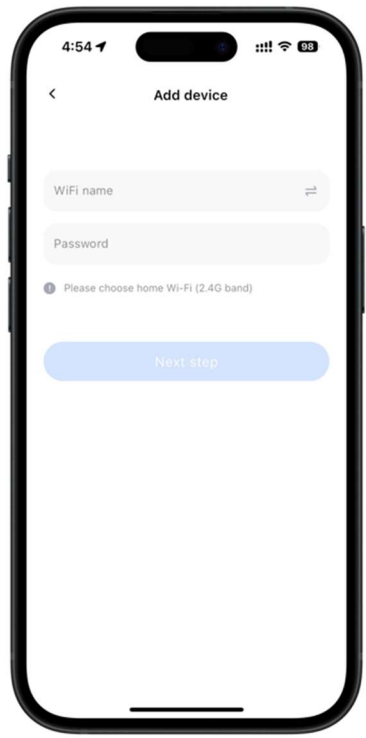 4:54
98
Add device
WiFi name
Password
Please choose home Wi-Fi (2.4G band)
Next step